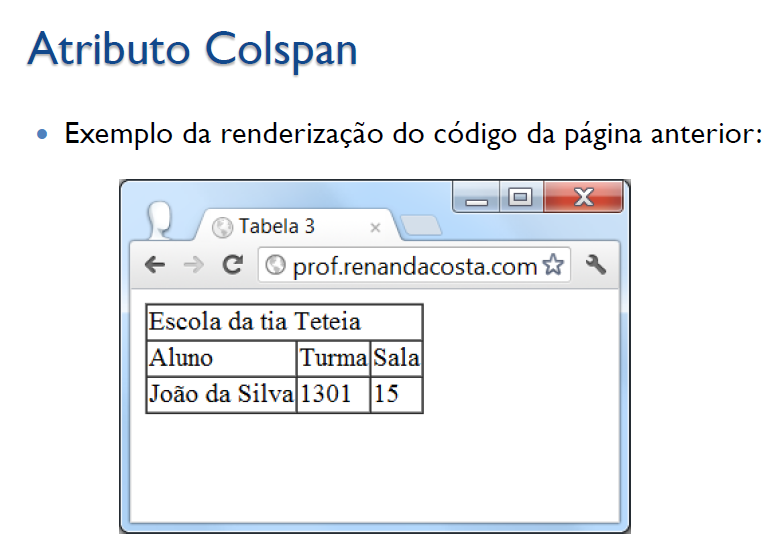 Atributo Colspan
• Exemplo da renderização do código da página anterior:
Tabela 3
prof.renandacosta.com
Escola da tia Teteia
Aluno Turma Sala
João da Silva 1301 15